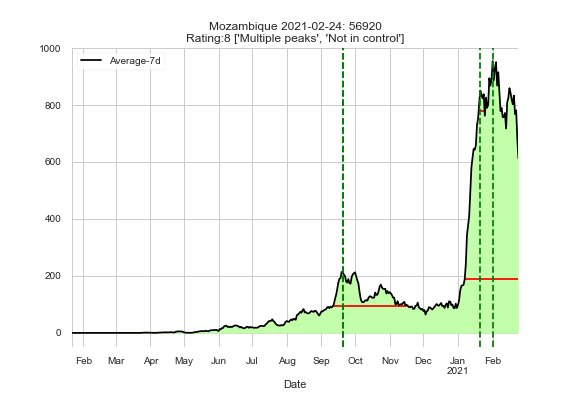 Mozambique 2021-02-24: 56920
Rating:8 ['Multiple peaks', 'Not in control']
1000
Average-7d
800
600
400
200
0
Feb Mar Apr May Jun Jul Aug Sep Oct Nov Dec Jan Feb
2021
Date